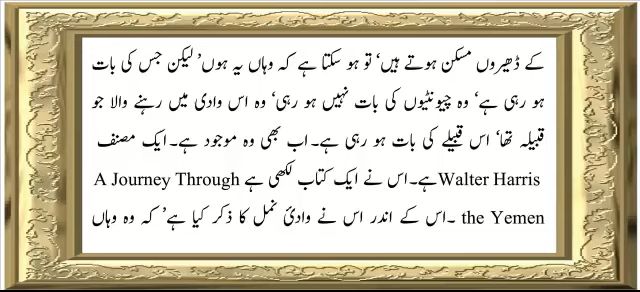 کے ڈھیروں مسکن ہوتے ہیں‘ تو ہو سکتا ہے کہ وہاں یہ ہوں’ لیکن جس کی بات
ہو رہی ہے‘ وہ چیونٹیوں کی بات نہیں ہو رہی‘ وہ اس وادی میں رہنے والا جو
قبیلہ تھا‘ اس قبیلے کی بات ہو رہی ہے۔ اب بھی وہ موجود ہے۔ ایک مصنف
Walter Harris ہے۔ اس نے ایک کتاب لکھی ہے A Journey Through
the Yemen ۔ اس کے اندر اس نے وادئ نمل کا ذکر کیا ہے’ کہ وہ وہاں